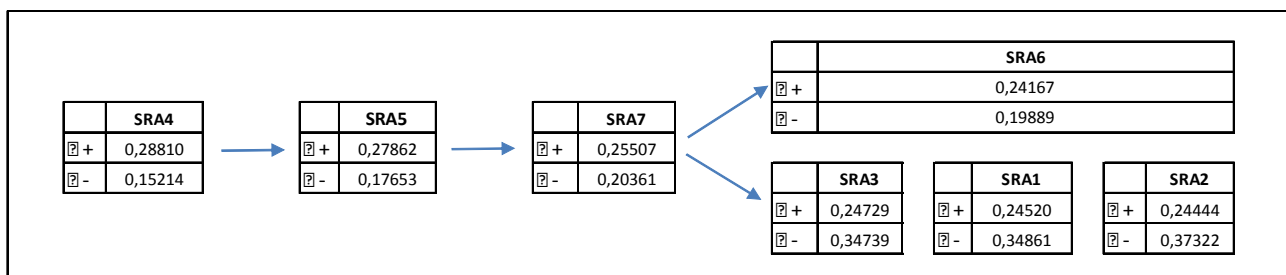 SRA6
⍰ + 0,24167
⍰ - 0,19889
SRA4
⍰ + 0,28810
⍰ - 0,15214
SRA5
⍰ + 0,27862
⍰ - 0,17653
SRA7
⍰ + 0,25507
⍰ - 0,20361
SRA3
⍰ + 0,24729
⍰ - 0,34739
SRA1
⍰ + 0,24520
⍰ - 0,34861
SRA2
⍰ + 0,24444
⍰ - 0,37322